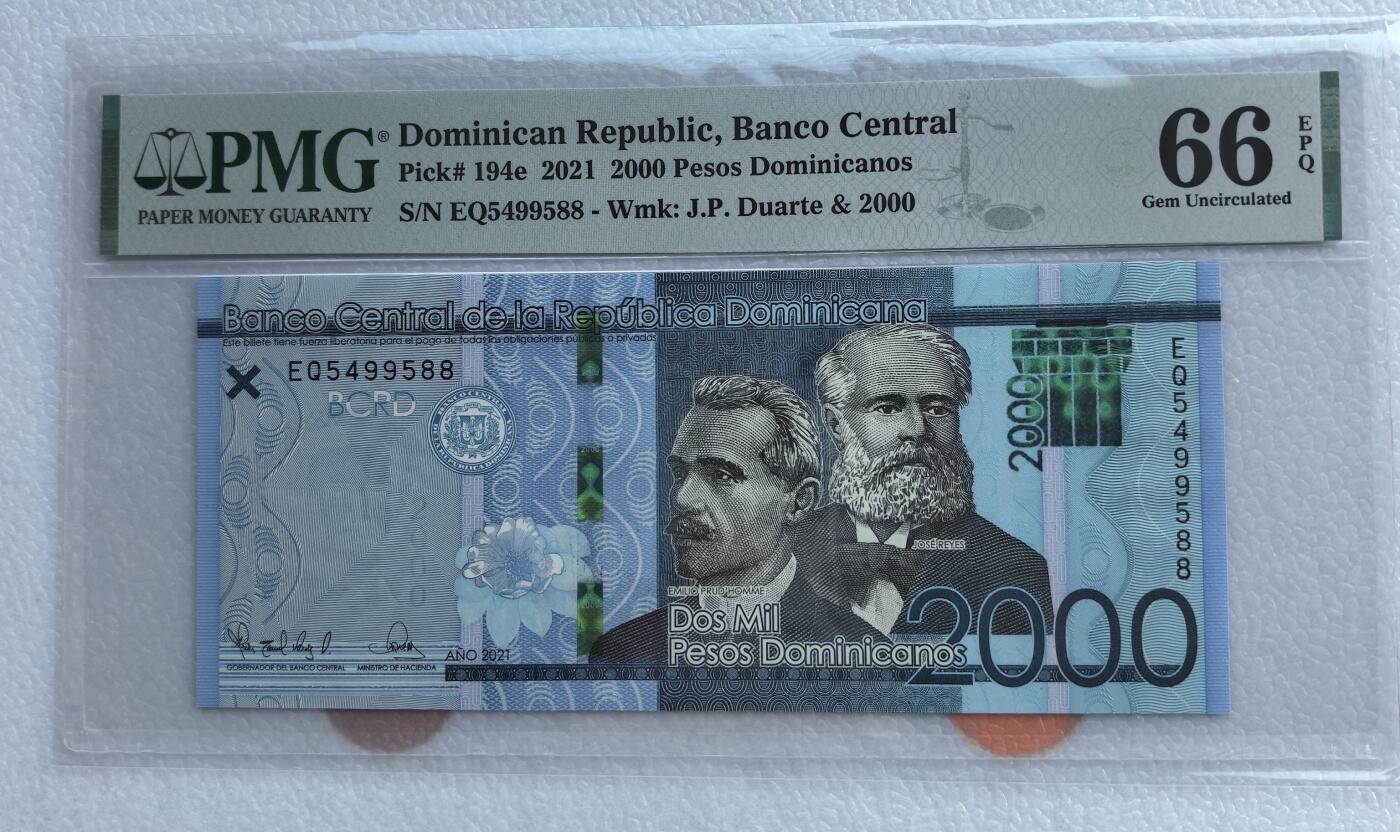 PMG®
PAPER MONEY GUARANTY
Dominican Republic, Banco Central
Pick# 194e 2021 2000 Pesos Dominicanos
S/N EQ5499588 - Wmk: J.P. Duarte & 2000
66
EPQ
Gem Uncirculated
Banco Central de la República Dominicana
Este billete tiene fuerza liberatoria para el pago de todas las obligaciones públicas o privadas
EQ5499588
BCRD
2000
EQ5499588
JOSÉ REYES
EMILIO PRUD'HOMME
Dos Mil
Pesos Dominicanos
2000
AÑO 2021
GOBERNADOR DEL BANCO CENTRAL MINISTRO DE HACIENDA